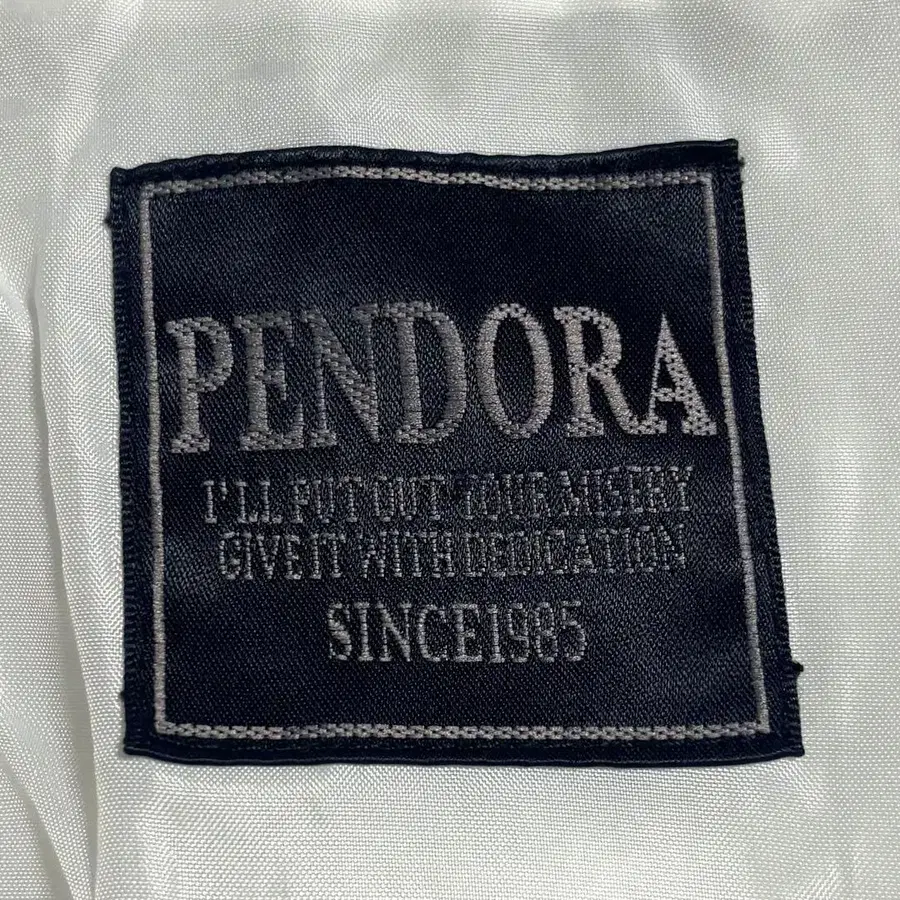 PENDORA
I'LL PUT OUT YOUR MISERY
GIVE IT WITH DEDICATION
SINCE1985